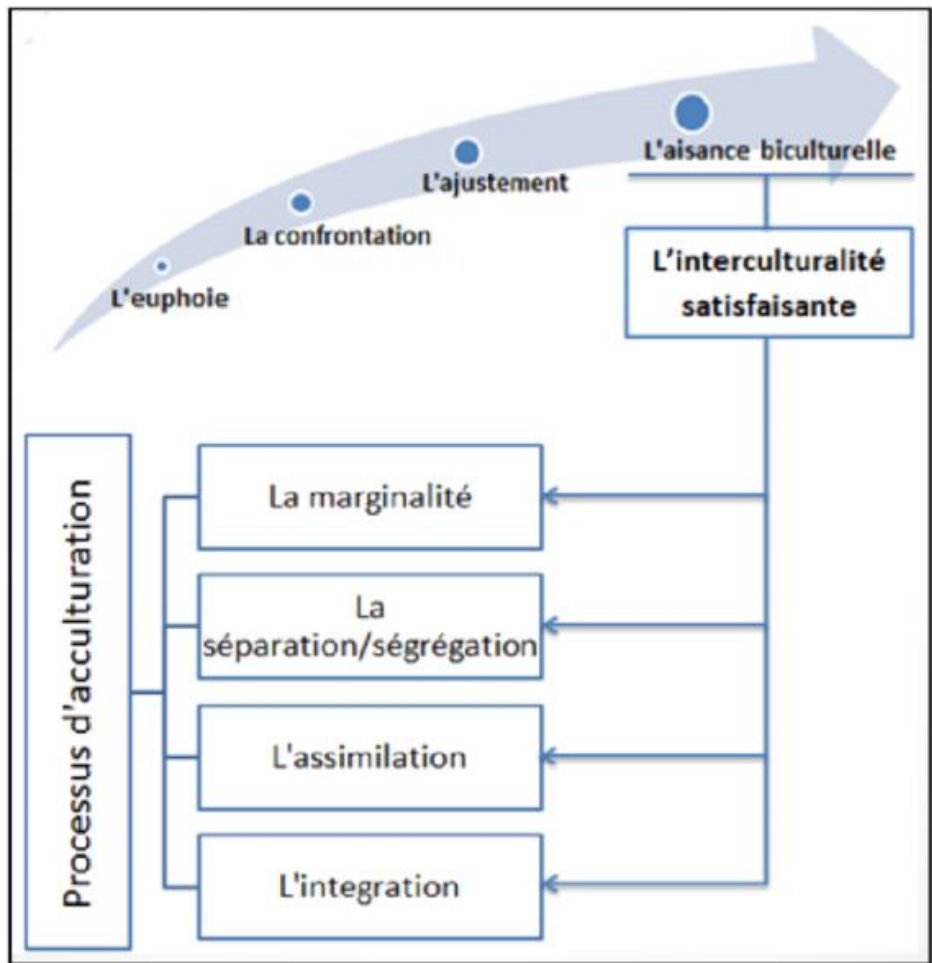 L'aisance biculturelle
L'ajustement
La confrontation
L'euphoie
L'interculturalité
satisfaisante
Processus d'acculturation
La marginalité
La
séparation/ségrégation
L'assimilation
L'integration